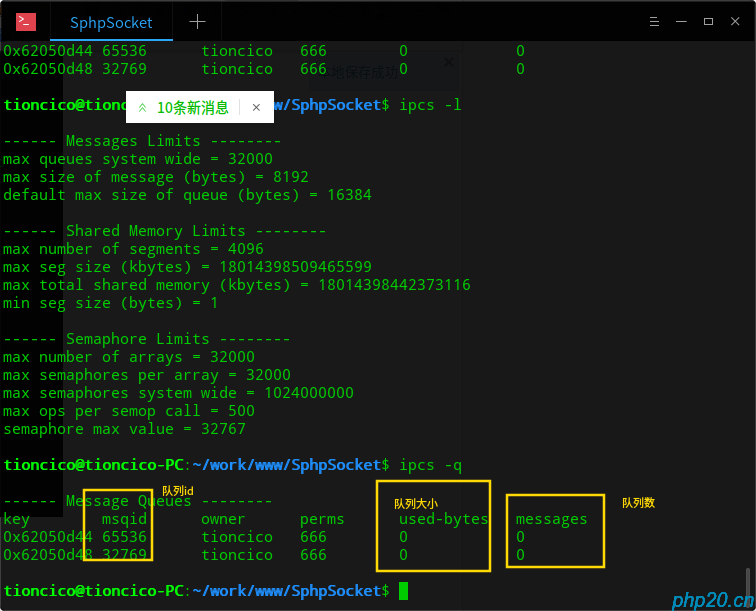 SphpSocket
0x62050d44 65536 tioncico 666 0 0
0x62050d48 32769 tioncico 666 0 0
地保存成功
tioncico@tioncico-
10条新消息
w/SphpSocket$ ipcs -l
------ Messages Limits --------
max queues system wide = 32000
max size of message (bytes) = 8192
default max size of queue (bytes) = 16384
------ Shared Memory Limits --------
max number of segments = 4096
max seg size (kbytes) = 18014398509465599
max total shared memory (kbytes) = 18014398442373116
min seg size (bytes) = 1
------ Semaphore Limits --------
max number of arrays = 32000
max semaphores per array = 32000
max semaphores system wide = 1024000000
max ops per semop call = 500
semaphore max value = 32767
tioncico@tioncico-PC:~/work/www/SphpSocket$ ipcs -q
队列id
------ Message Queues --------
队列大小
队列数
key msqid owner perms used-bytes messages
0x62050d44 65536 tioncico 666 0 0
0x62050d48 32769 tioncico 666 0 0
tioncico@tioncico-PC:~/work/www/SphpSocket$
php20.cn